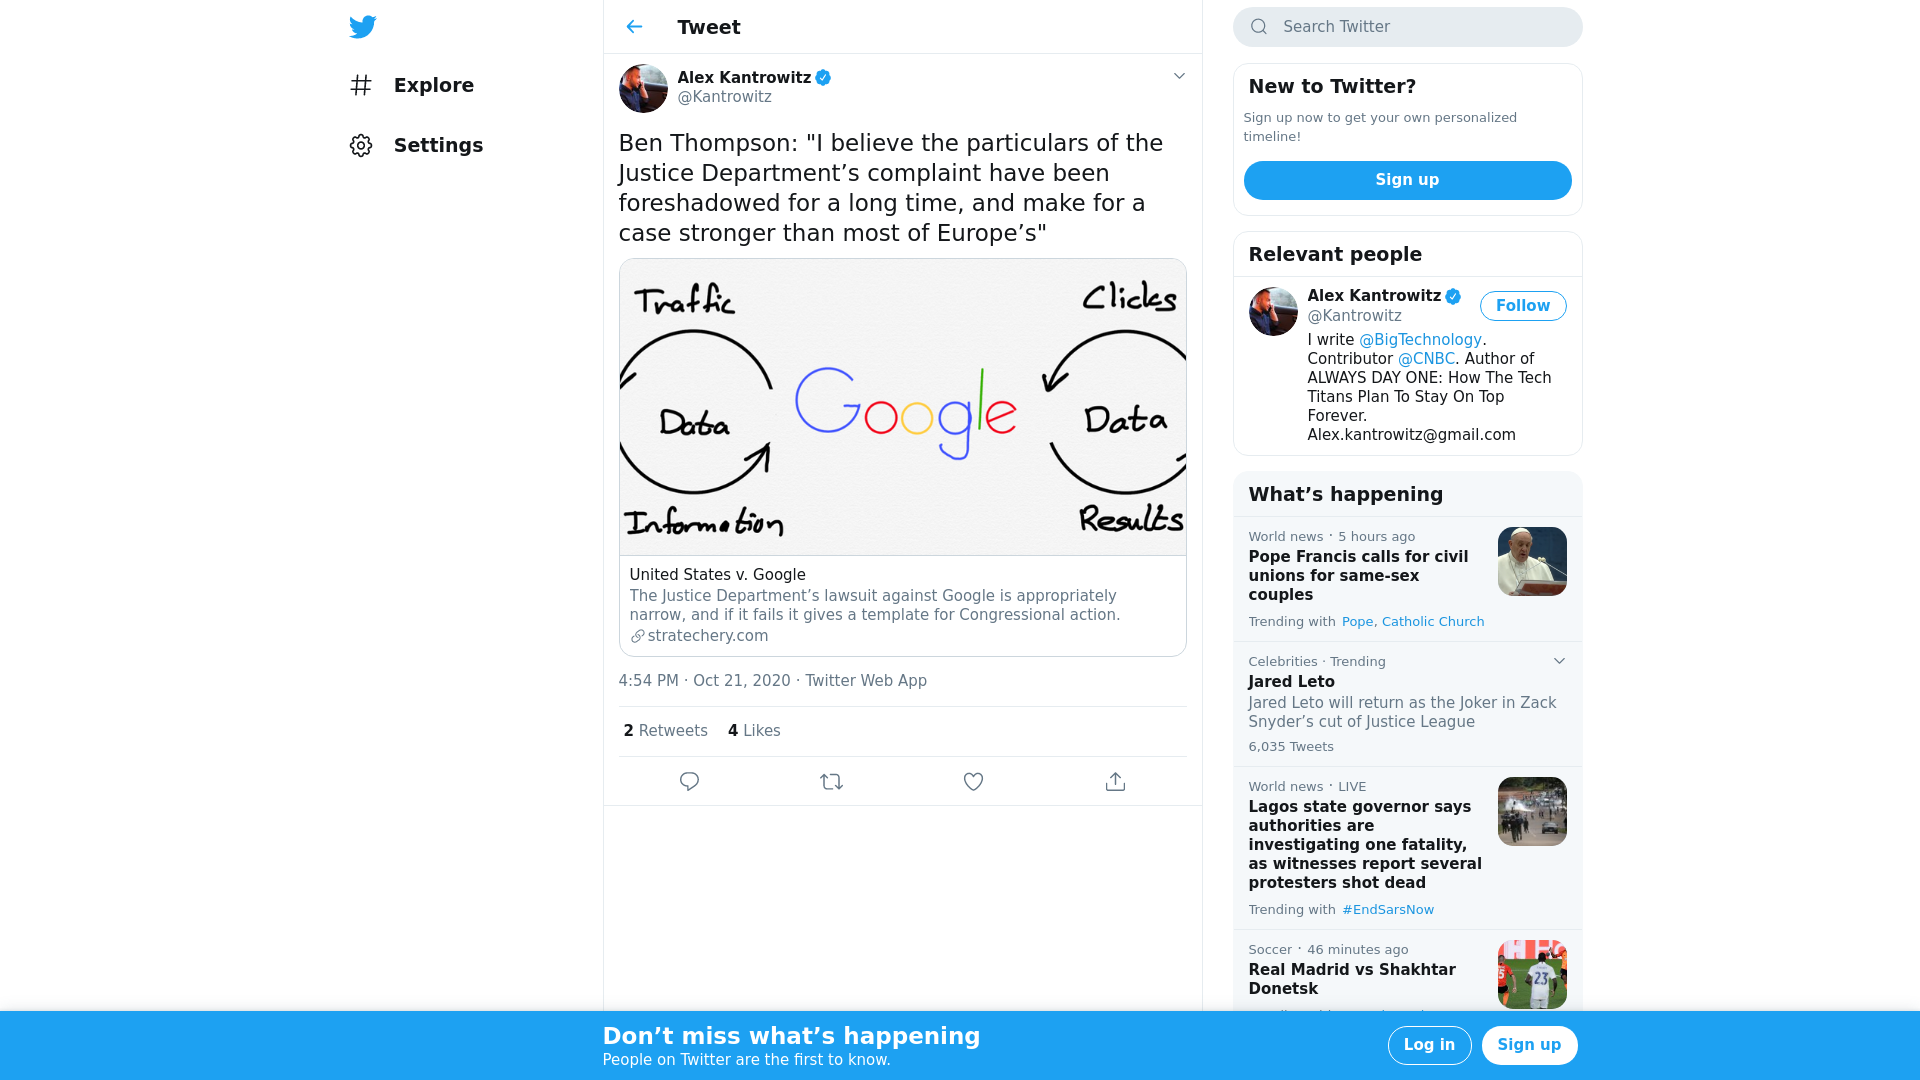 Explore
Settings
Tweet
Alex Kantrowitz
@Kantrowitz
Ben Thompson: "I believe the particulars of the
Justice Department’s complaint have been
foreshadowed for a long time, and make for a
case stronger than most of Europe’s"
Traffic
Data
Information
Google
Clicks
Data
Results
United States v. Google
The Justice Department’s lawsuit against Google is appropriately
narrow, and if it fails it gives a template for Congressional action.
stratechery.com
4:54 PM · Oct 21, 2020 · Twitter Web App
2 Retweets 4 Likes
Search Twitter
New to Twitter?
Sign up now to get your own personalized
timeline!
Sign up
Relevant people
Alex Kantrowitz
@Kantrowitz
Follow
I write @BigTechnology.
Contributor @CNBC. Author of
ALWAYS DAY ONE: How The Tech
Titans Plan To Stay On Top
Forever.
Alex.kantrowitz@gmail.com
What’s happening
World news · 5 hours ago
Pope Francis calls for civil
unions for same-sex
couples
Trending with Pope, Catholic Church
Celebrities · Trending
Jared Leto
Jared Leto will return as the Joker in Zack
Snyder’s cut of Justice League
6,035 Tweets
World news · LIVE
Lagos state governor says
authorities are
investigating one fatality,
as witnesses report several
protesters shot dead
Trending with #EndSarsNow
Soccer · 46 minutes ago
Real Madrid vs Shakhtar
Donetsk
23
Don’t miss what’s happening
People on Twitter are the first to know.
Log in
Sign up